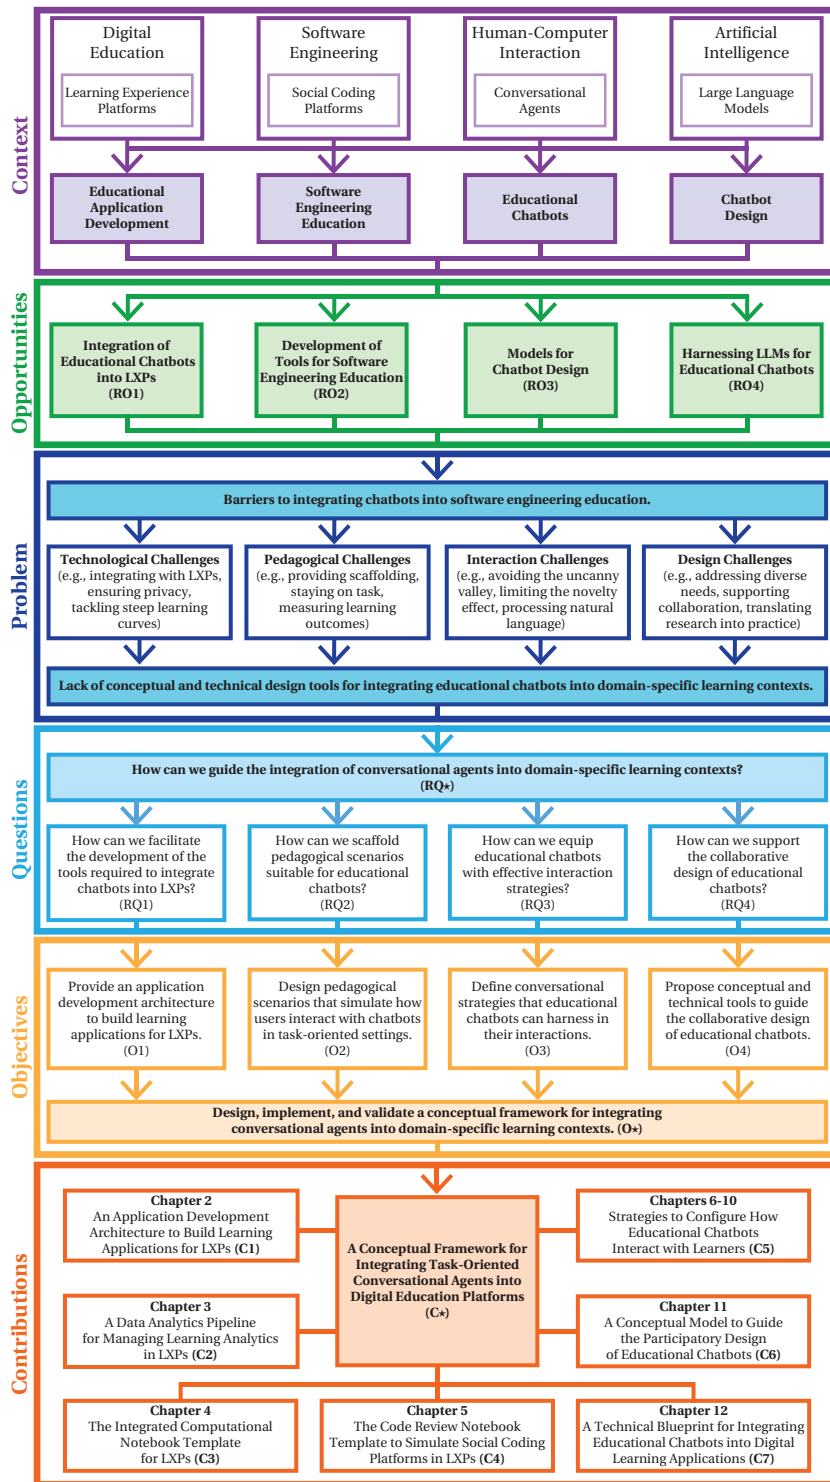 Context
Digital
Education
Learning Experience
Platforms
Software
Engineering
Social Coding
Platforms
Human-Computer
Interaction
Conversational
Agents
Artificial
Intelligence
Large Language
Models
Educational
Application
Development
Software
Engineering
Education
Educational
Chatbots
Chatbot
Design
Opportunities
Integration of
Educational Chatbots
into LXPs
(RO1)
Development of
Tools for Software
Engineering Education
(RO2)
Models for
Chatbot Design
(RO3)
Harnessing LLMs for
Educational Chatbots
(RO4)
Problem
Barriers to integrating chatbots into software engineering education.
Technological Challenges
(e.g., integrating with LXPs,
ensuring privacy,
tackling steep learning
curves)
Pedagogical Challenges
(e.g., providing scaffolding,
staying on task,
measuring learning
outcomes)
Interaction Challenges
(e.g., avoiding the uncanny
valley, limiting the novelty
effect, processing natural
language)
Design Challenges
(e.g., addressing diverse
needs, supporting
collaboration, translating
research into practice)
Lack of conceptual and technical design tools for integrating educational chatbots into domain-specific learning contexts.
Questions
How can we guide the integration of conversational agents into domain-specific learning contexts?
(RQ⋆)
How can we facilitate
the development of the
tools required to integrate
chatbots into LXPs?
(RQ1)
How can we scaffold
pedagogical scenarios
suitable for educational
chatbots?
(RQ2)
How can we equip
educational chatbots
with effective interaction
strategies?
(RQ3)
How can we support
the collaborative
design of educational
chatbots?
(RQ4)
Objectives
Provide an application
development architecture
to build learning
applications for LXPs.
(O1)
Design pedagogical
scenarios that simulate how
users interact with chatbots
in task-oriented settings.
(O2)
Define conversational
strategies that educational
chatbots can harness in
their interactions.
(O3)
Propose conceptual and
technical tools to guide
the collaborative design
of educational chatbots.
(O4)
Design, implement, and validate a conceptual framework for integrating
conversational agents into domain-specific learning contexts. (O⋆)
Contributions
Chapter 2
An Application Development
Architecture to Build Learning
Applications for LXPs (C1)
Chapter 3
A Data Analytics Pipeline
for Managing Learning Analytics
in LXPs (C2)
A Conceptual Framework for
Integrating Task-Oriented
Conversational Agents into
Digital Education Platforms
(C⋆)
Chapters 6-10
Strategies to Configure How
Educational Chatbots
Interact with Learners (C5)
Chapter 11
A Conceptual Model to Guide
the Participatory Design
of Educational Chatbots (C6)
Chapter 4
The Integrated Computational
Notebook Template
for LXPs (C3)
Chapter 5
The Code Review Notebook
Template to Simulate Social Coding
Platforms in LXPs (C4)
Chapter 12
A Technical Blueprint for Integrating
Educational Chatbots into Digital
Learning Applications (C7)